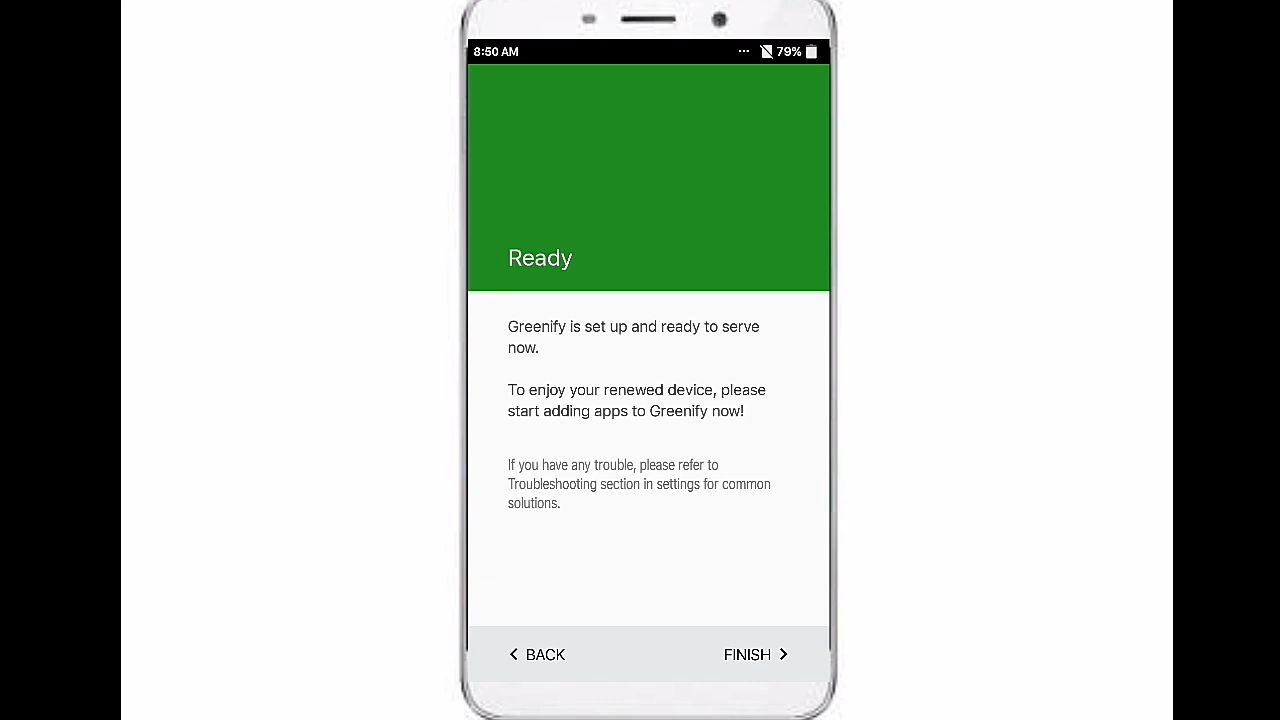 8:50 AM
79%
Ready
Greenify is set up and ready to serve
now.
To enjoy your renewed device, please
start adding apps to Greenify now!
If you have any trouble, please refer to
Troubleshooting section in settings for common
solutions.
BACK
FINISH